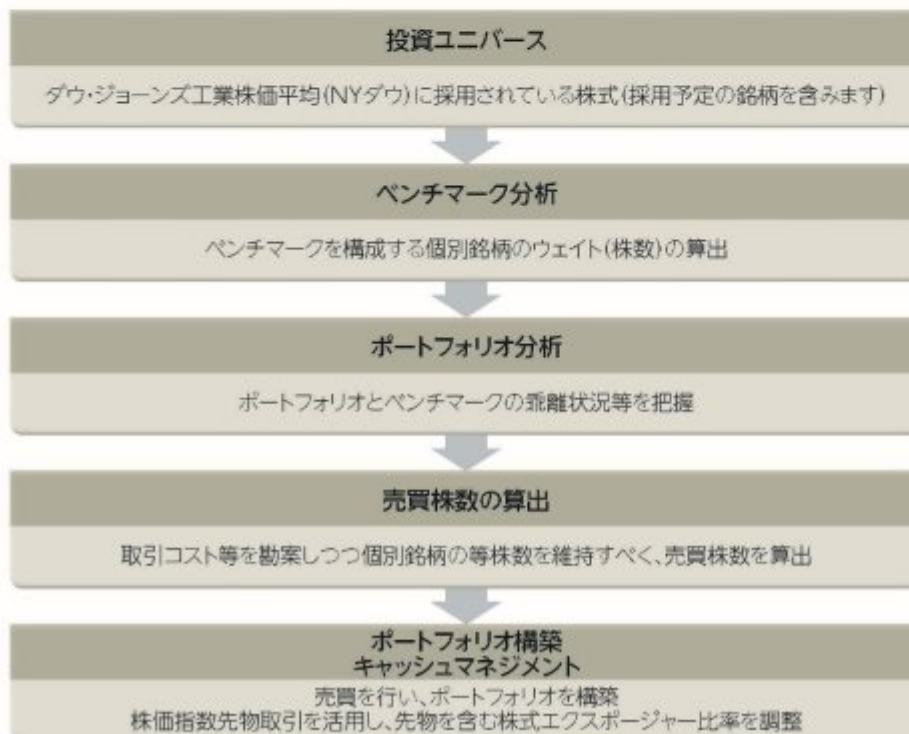 投資ユニバース
ダウ・ジョーンズ工業株価平均(NYダウ)に採用されている株式(採用予定の銘柄を含みます)
ベンチマーク分析
ベンチマークを構成する個別銘柄のウェイト(株数)の算出
ポートフォリオ分析
ポートフォリオとベンチマークの乖離状況等を把握
売買株数の算出
取引コスト等を勘案しつつ個別銘柄の等株数を維持すべく、売買株数を算出
ポートフォリオ構築
キャッシュマネジメント
売買を行い、ポートフォリオを構築
株価指数先物取引を活用し、先物を含む株式エクスポージャー比率を調整